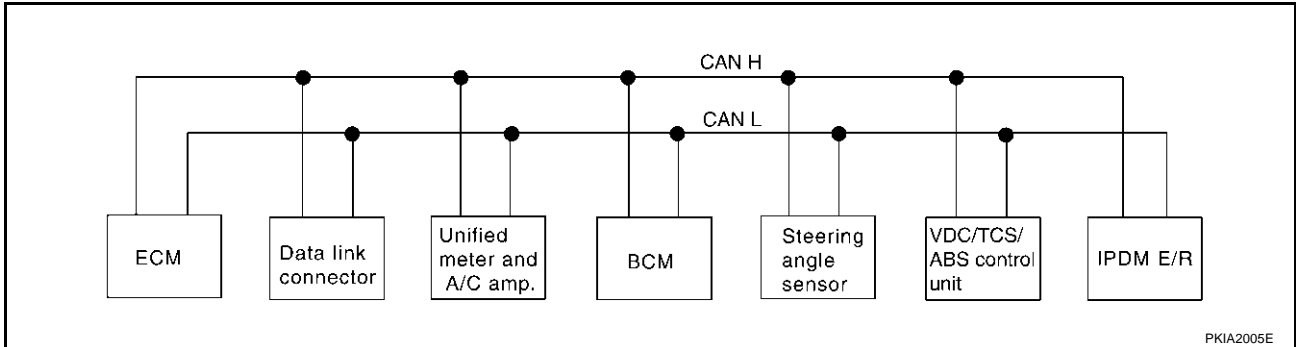 CAN H
CAN L
ECM
Data link
connector
Unified
meter and
A/C amp.
BCM
Steering
angle
sensor
VDC/TCS/
ABS control
unit
IPDM E/R
PKIA2005E